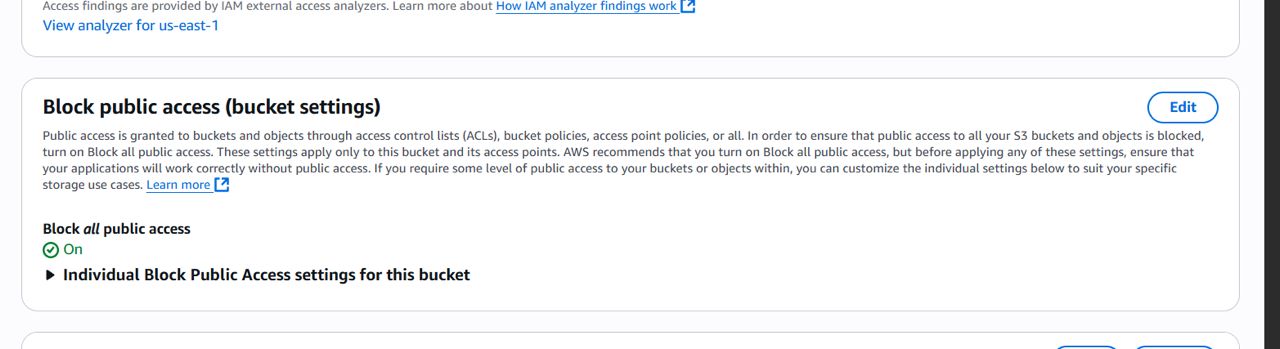 Access findings are provided by IAM external access analyzers. Learn more about How IAM analyzer findings work
View analyzer for us-east-1
Block public access (bucket settings)
Edit
Public access is granted to buckets and objects through access control lists (ACLs), bucket policies, access point policies, or all. In order to ensure that public access to all your S3 buckets and objects is blocked,
turn on Block all public access. These settings apply only to this bucket and its access points. AWS recommends that you turn on Block all public access, but before applying any of these settings, ensure that
your applications will work correctly without public access. If you require some level of public access to your buckets or objects within, you can customize the individual settings below to suit your specific
storage use cases. Learn more
Block all public access
On
Individual Block Public Access settings for this bucket